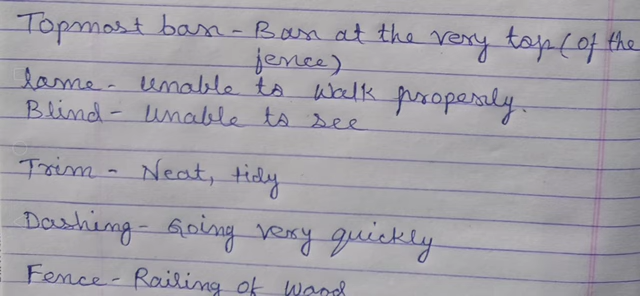 Topmost bar - Bar at the very top (of the
fence)
lame - Unable to walk properly.
Blind - Unable to see
Trim - Neat, tidy
Dashing - Going very quickly
Fence - Railing of wood